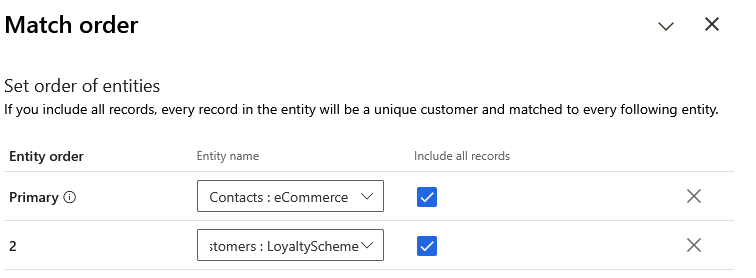 Match order
Set order of entities
If you include all records, every record in the entity will be a unique customer and matched to every following entity.
Entity order Entity name Include all records
Primary Contacts : eCommerce
2 stomers : LoyaltyScheme